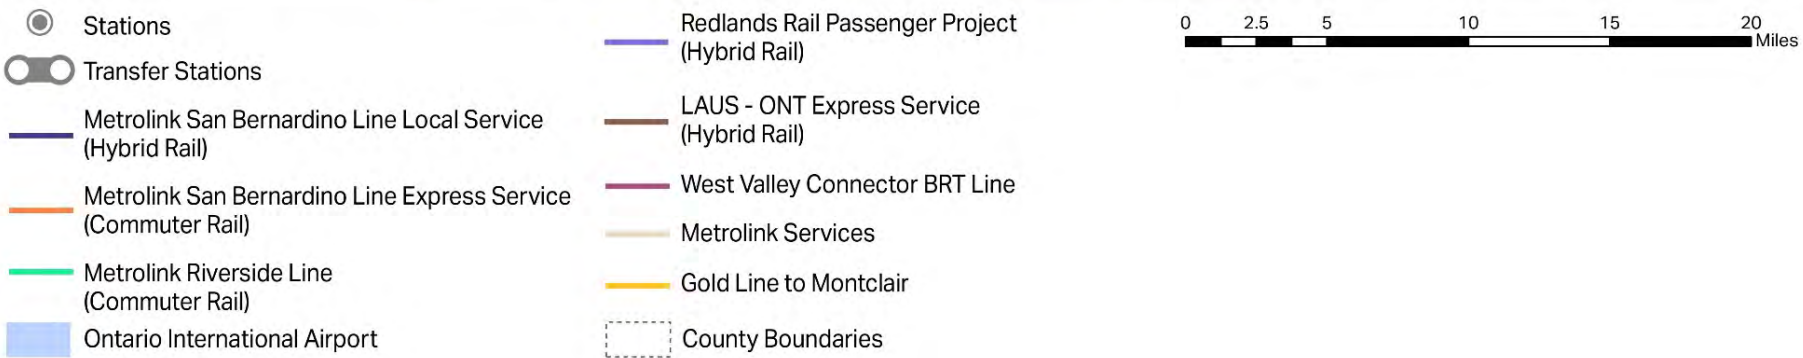 Stations
Transfer Stations
Metrolink San Bernardino Line Local Service
(Hybrid Rail)
Metrolink San Bernardino Line Express Service
(Commuter Rail)
Metrolink Riverside Line
(Commuter Rail)
Ontario International Airport
Redlands Rail Passenger Project
(Hybrid Rail)
LAUS - ONT Express Service
(Hybrid Rail)
West Valley Connector BRT Line
Metrolink Services
Gold Line to Montclair
County Boundaries
0 2.5 5 10 15 20
Miles